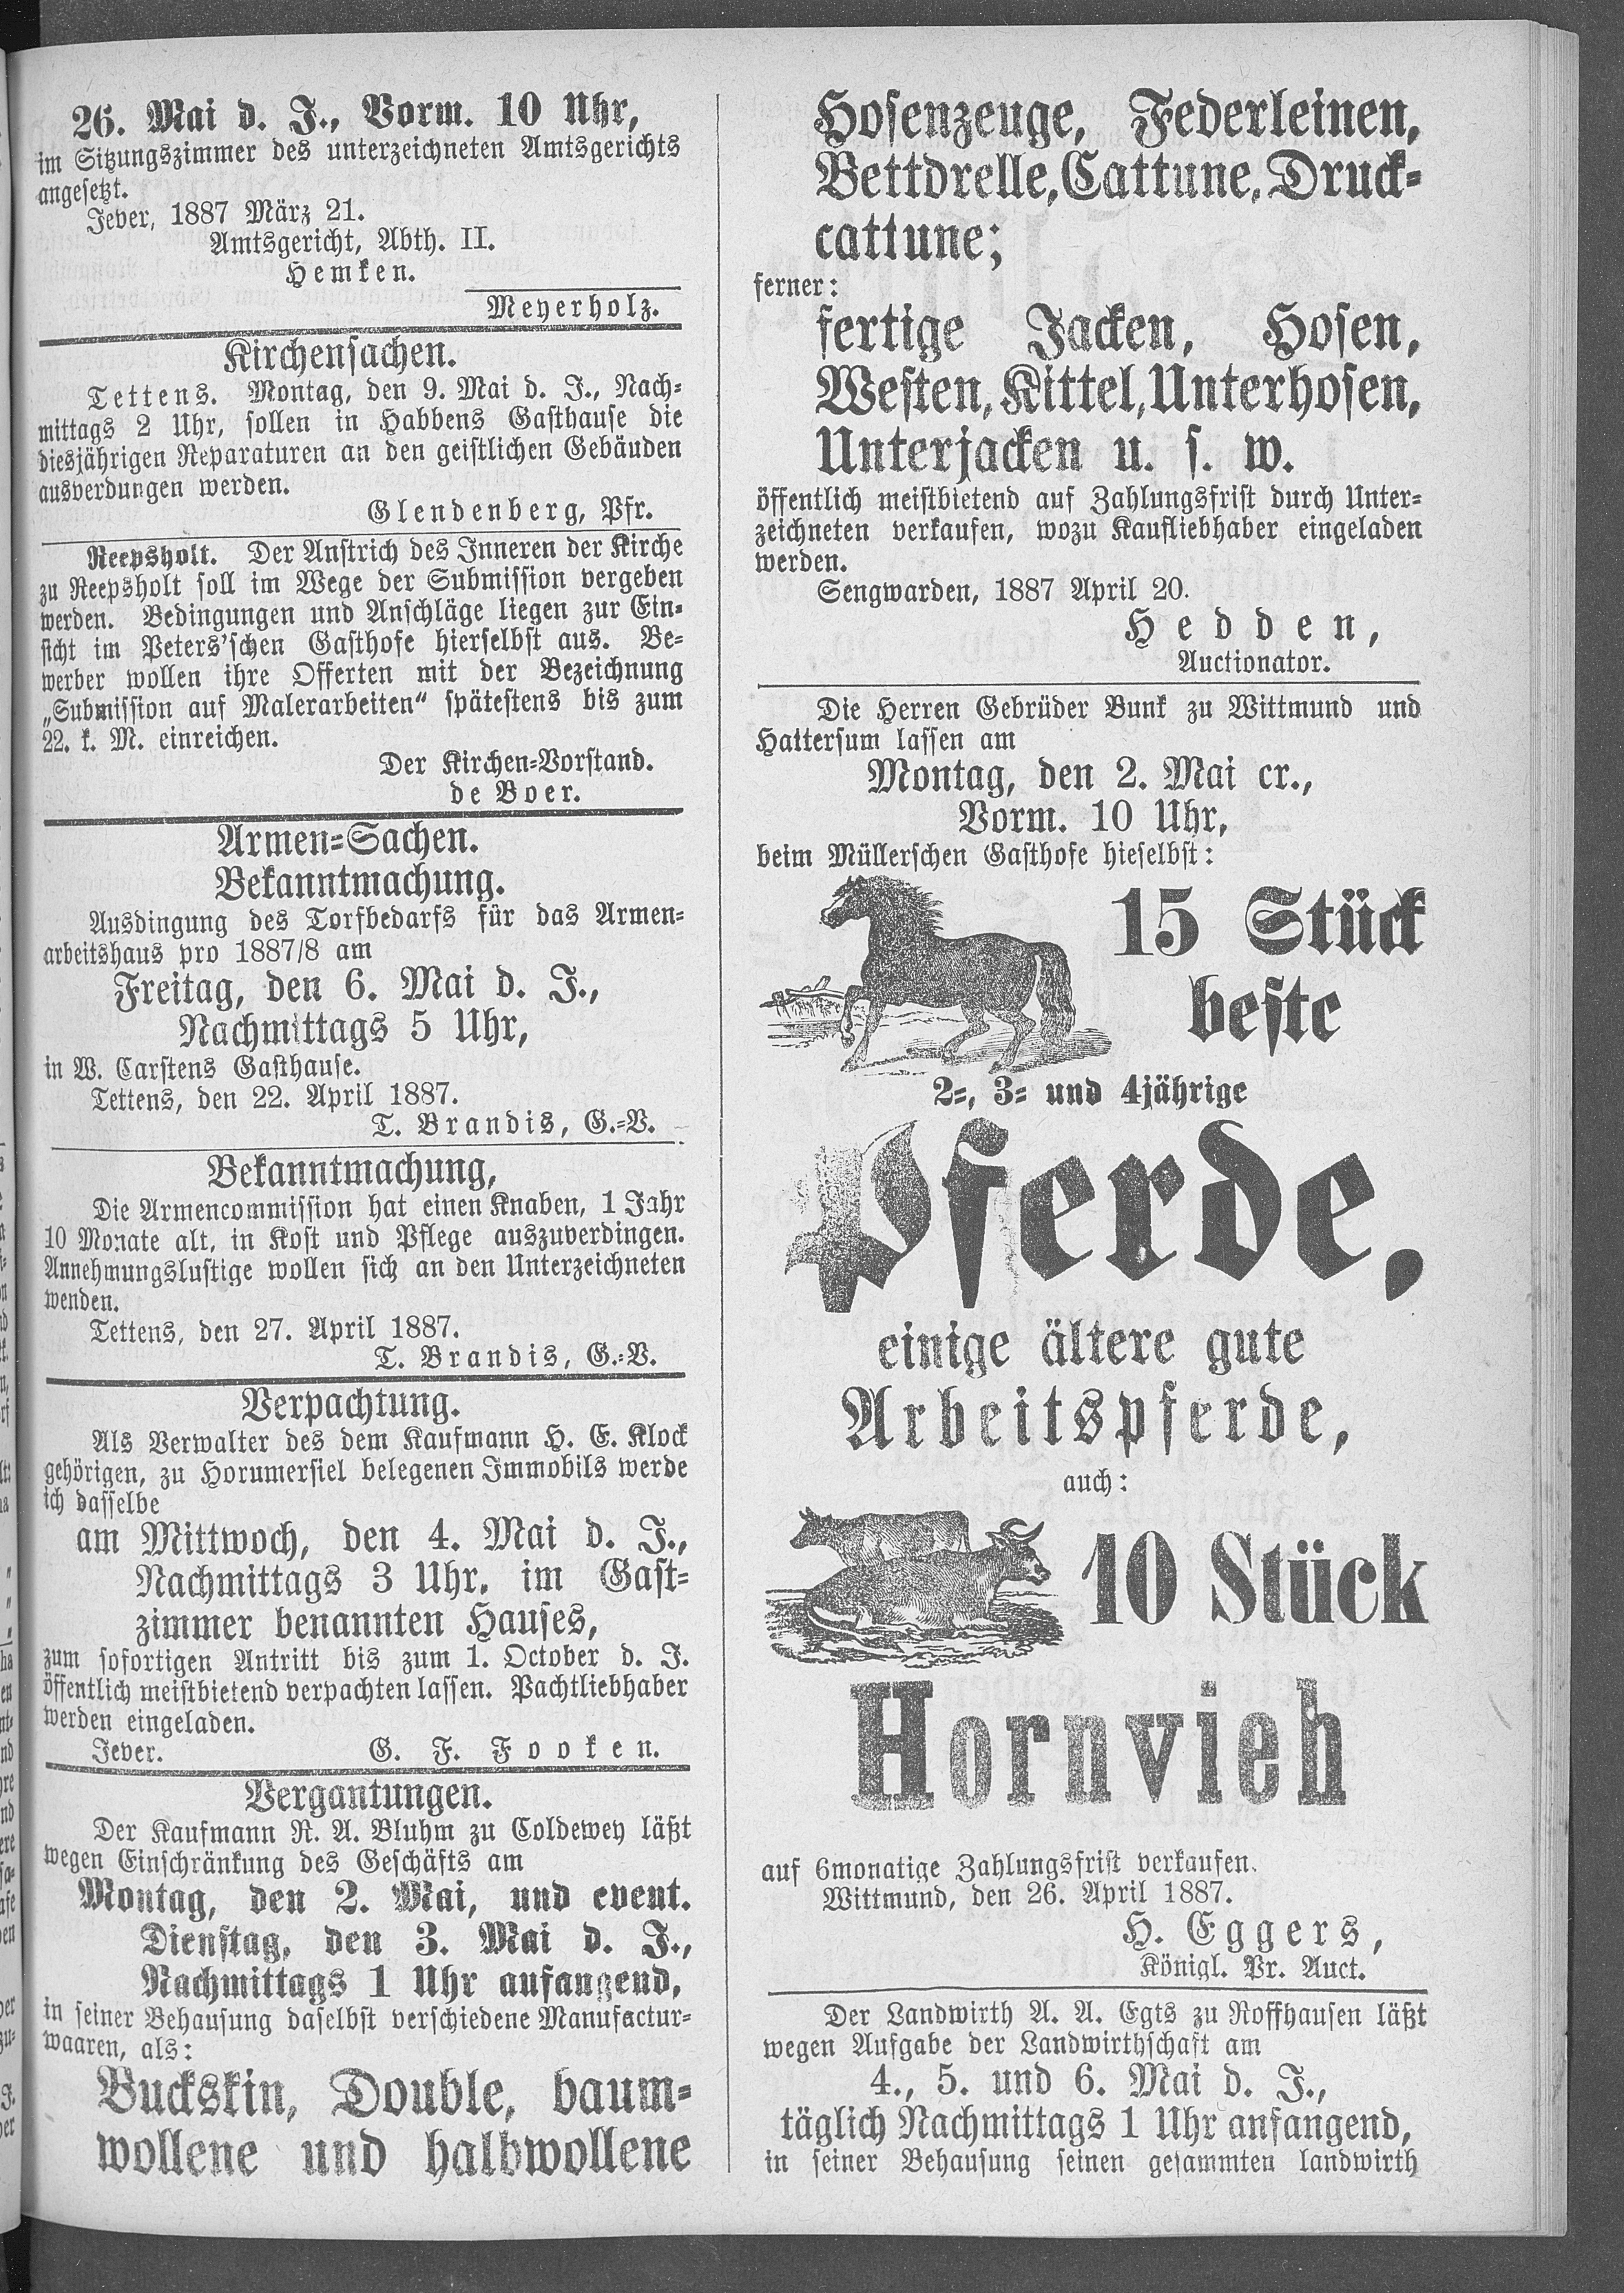 26. Mai d. J., Vorm. 10 Uhr,
im Sitzungszimmer des unterzeichneten Amtsgerichts
angesetzt.
Jever, 1887 März 21.
Amtsgericht, Abth. II.
Hemken.
Meyerholz.
Kirchensachen.
Tettens. Montag, den 9. Mai d. J., Nach-
mittags 2 Uhr, sollen in Habbens Gasthause die
diesjährigen Reparaturen an den geistlichen Gebäuden
ausverdungen werden.
Glendenberg, Pfr.
Reepsholt. Der Anstrich des Inneren der Kirche
zu Reepsholt soll im Wege der Submission vergeben
werden. Bedingungen und Anschläge liegen zur Ein-
sicht im Peters'schen Gasthofe hierselbst aus. Be-
werber wollen ihre Offerten mit der Bezeichnung
„Submission auf Malerarbeiten“ spätestens bis zum
22. k. M. einreichen.
Der Kirchen-Vorstand.
de Boer.
Armen-Sachen.
Bekanntmachung.
Ausdingung des Torfbedarfs für das Armen-
arbeitshaus pro 1887/8 am
Freitag, den 6. Mai d. J.,
Nachmittags 5 Uhr,
in W. Carstens Gasthause.
Tettens, den 22. April 1887.
T. Brandis, G.-V.
Bekanntmachung,
Die Armencommission hat einen Knaben, 1 Jahr
10 Monate alt, in Kost und Pflege auszuverdingen.
Annehmungslustige wollen sich an den Unterzeichneten
wenden.
Tettens, den 27. April 1887.
T. Brandis, G.-V.
Verpachtung.
Als Verwalter des dem Kaufmann H. E. Klock
gehörigen, zu Horumersiel belegenen Immobils werde
ich dasselbe
am Mittwoch, den 4. Mai d. J.,
Nachmittags 3 Uhr, im Gast-
zimmer benannten Hauses,
zum sofortigen Antritt bis zum 1. October d. J.
öffentlich meistbietend verpachten lassen. Pachtliebhaber
werden eingeladen.
Jever. G. F. Fooken.
Vergantungen.
Der Kaufmann R. A. Bluhm zu Coldewey läßt
wegen Einschränkung des Geschäfts am
Montag, den 2. Mai, und event.
Dienstag, den 3. Mai d. J.,
Nachmittags 1 Uhr anfangend,
in seiner Behausung daselbst verschiedene Manufactur-
waaren, als:
Buckskin, Double, baum-
wollene und halbwollene
Hosenzeuge, Federleinen,
Bettdrelle, Cattune, Druck-
cattune;
ferner:
fertige Jacken, Hosen,
Westen, Kittel, Unterhosen,
Unterjacken u. s. w.
öffentlich meistbietend auf Zahlungsfrist durch Unter-
zeichneten verkaufen, wozu Kaufliebhaber eingeladen
werden.
Sengwarden, 1887 April 20.
Hedden,
Auctionator.
Die Herren Gebrüder Bunk zu Wittmund und
Hattersum lassen am
Montag, den 2. Mai cr.,
Vorm. 10 Uhr,
beim Müllerschen Gasthofe hieselbst:
15 Stück
beste
2-, 3- und 4jährige
Pferde,
einige ältere gute
Arbeitspferde,
auch:
10 Stück
Hornvieh
auf 6monatige Zahlungsfrist verkaufen.
Wittmund, den 26. April 1887.
H. Eggers,
Königl. Pr. Auct.
Der Landwirth A. A. Egts zu Roffhausen läßt
wegen Aufgabe der Landwirthschaft am
4., 5. und 6. Mai d. J.,
täglich Nachmittags 1 Uhr anfangend,
in seiner Behausung seinen gesammten landwirth